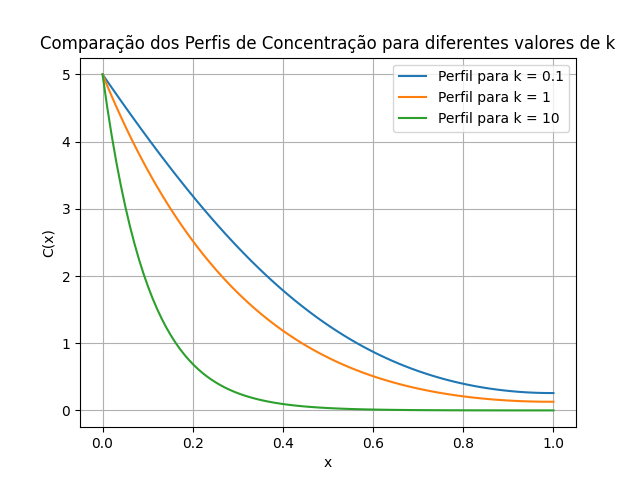 Comparação dos Perfis de Concentração para diferentes valores de k
5
4
3
2
1
0
C(x)
Perfil para k = 0.1
Perfil para k = 1
Perfil para k = 10
0.0 0.2 0.4 0.6 0.8 1.0
x